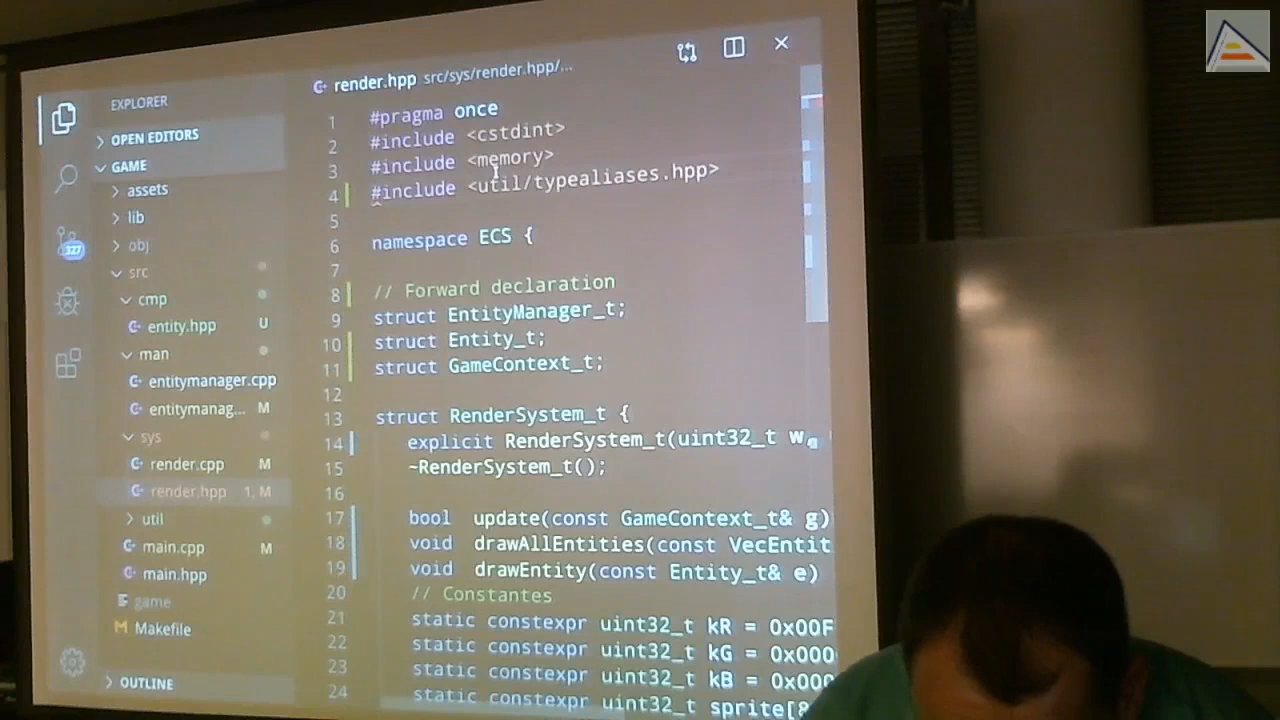 EXPLORER
OPEN EDITORS
GAME
assets
lib
obj
src
cmp
entity.hpp U
man
entitymanager.cpp
entitymanag... M
sys
render.cpp M
render.hpp 1, M
util
main.cpp M
main.hpp
game
Makefile
OUTLINE
327
render.hpp src/sys/render.hpp/...
1 #pragma once
2 #include <cstdint>
3 #include <memory>
4 #include <util/typealiases.hpp>
5
6 namespace ECS {
7
8 // Forward declaration
9 struct EntityManager_t;
10 struct Entity_t;
11 struct GameContext_t;
12
13 struct RenderSystem_t {
14 explicit RenderSystem_t(uint32_t w,
15 ~RenderSystem_t();
16
17 bool update(const GameContext_t& g)
18 void drawAllEntities(const VecEntit
19 void drawEntity(const Entity_t& e)
20 // Constantes
21 static constexpr uint32_t kR = 0x00F
22 static constexpr uint32_t kG = 0x000
23 static constexpr uint32_t kB = 0x000
24 static constexpr uint32_t sprite[8